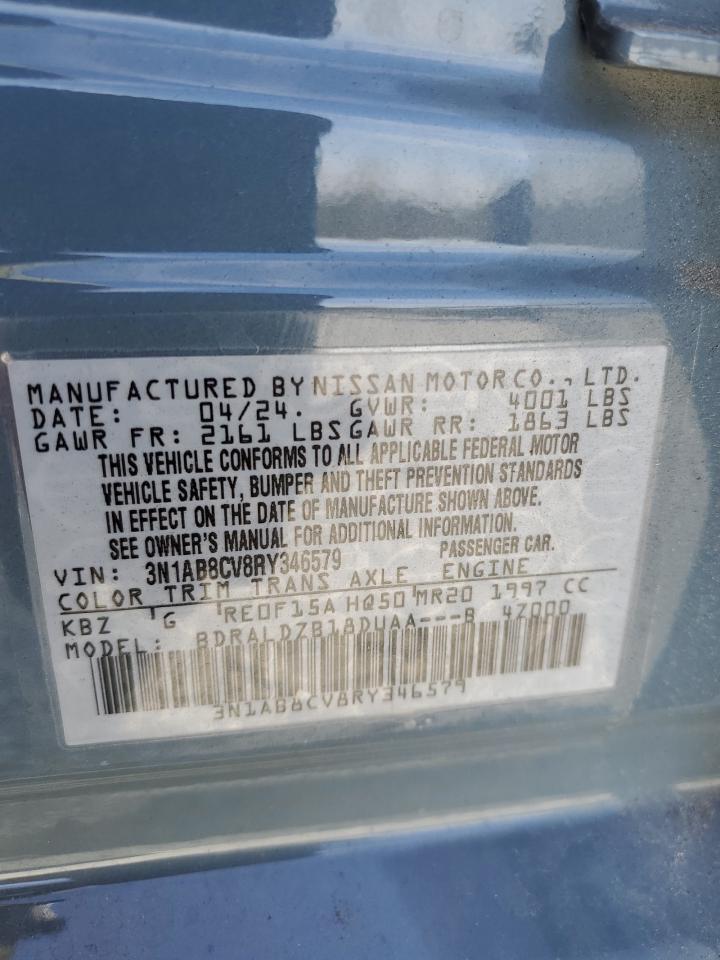 MANUFACTURED BY NISSAN MOTOR CO., LTD.
DATE: 04/24. GVWR: 4001 LBS
GAWR FR: 2161 LBS GAWR RR: 1863 LBS
THIS VEHICLE CONFORMS TO ALL APPLICABLE FEDERAL MOTOR
VEHICLE SAFETY, BUMPER AND THEFT PREVENTION STANDARDS
IN EFFECT ON THE DATE OF MANUFACTURE SHOWN ABOVE.
SEE OWNER'S MANUAL FOR ADDITIONAL INFORMATION.
VIN: 3N1AB8CV8RY346579 PASSENGER CAR.
COLOR TRIM TRANS AXLE ENGINE
KBZ G RE0F15A HQ50 MR20 1997 CC
MODEL: BDRALDZB18DUAA---B 4Z000
3N1AB8CV8RY346579